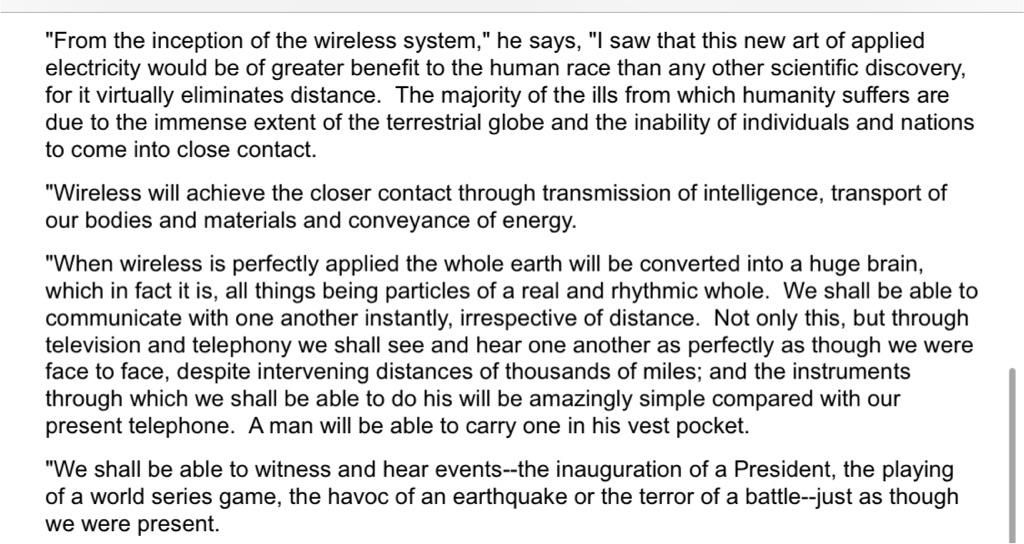 "From the inception of the wireless system," he says, "I saw that this new art of applied
electricity would be of greater benefit to the human race than any other scientific discovery,
for it virtually eliminates distance.  The majority of the ills from which humanity suffers are
due to the immense extent of the terrestrial globe and the inability of individuals and nations
to come into close contact.
"Wireless will achieve the closer contact through transmission of intelligence, transport of
our bodies and materials and conveyance of energy.
"When wireless is perfectly applied the whole earth will be converted into a huge brain,
which in fact it is, all things being particles of a real and rhythmic whole.  We shall be able to
communicate with one another instantly, irrespective of distance.  Not only this, but through
television and telephony we shall see and hear one another as perfectly as though we were
face to face, despite intervening distances of thousands of miles; and the instruments
through which we shall be able to do his will be amazingly simple compared with our
present telephone.  A man will be able to carry one in his vest pocket.
"We shall be able to witness and hear events--the inauguration of a President, the playing
of a world series game, the havoc of an earthquake or the terror of a battle--just as though
we were present.